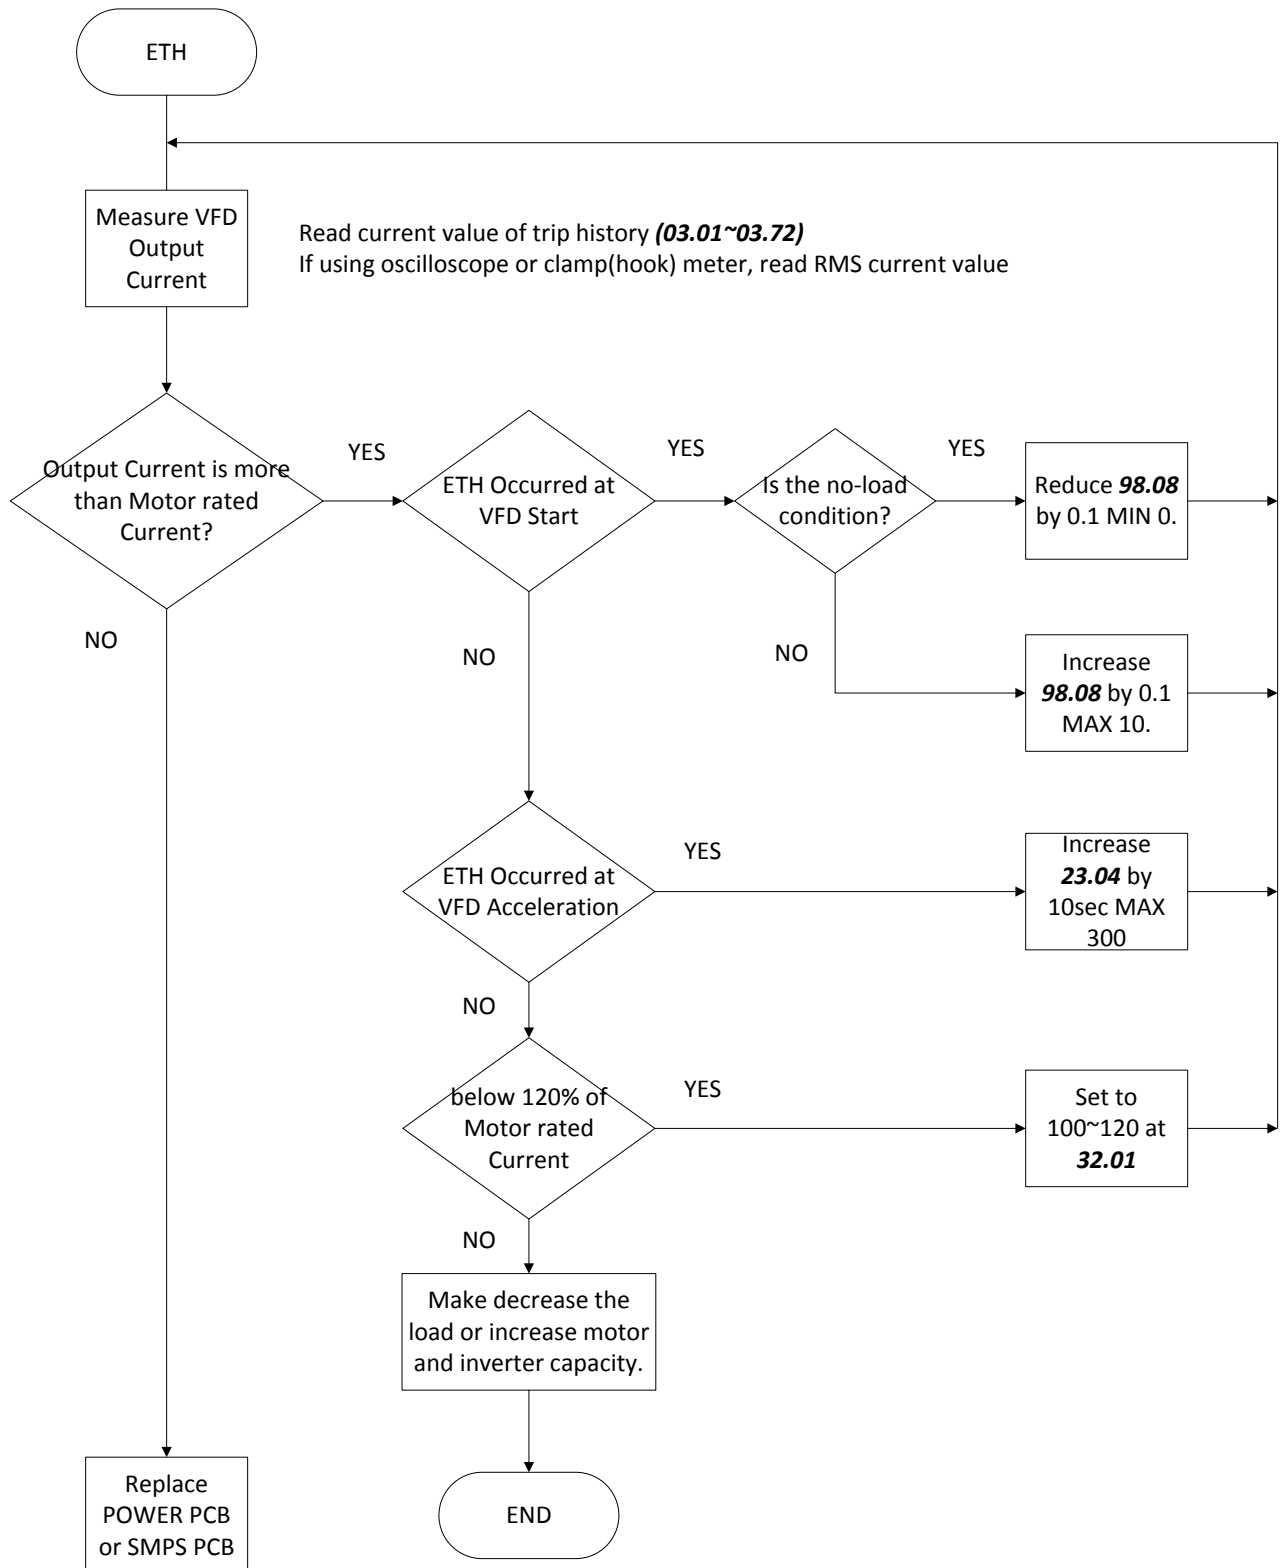 ETH
Measure VFD
Output
Current
Read current value of trip history (03.01~03.72)
If using oscilloscope or clamp(hook) meter, read RMS current value
Output Current is more
than Motor rated
Current?
YES
ETH Occurred at
VFD Start
YES
Is the no-load
condition?
YES
Reduce 98.08
by 0.1 MIN 0.
NO
NO
NO
Increase
98.08 by 0.1
MAX 10.
ETH Occurred at
VFD Acceleration
YES
Increase
23.04 by
10sec MAX
300
NO
below 120% of
Motor rated
Current
YES
Set to
100~120 at
32.01
NO
Make decrease the
load or increase motor
and inverter capacity.
Replace
POWER PCB
or SMPS PCB
END